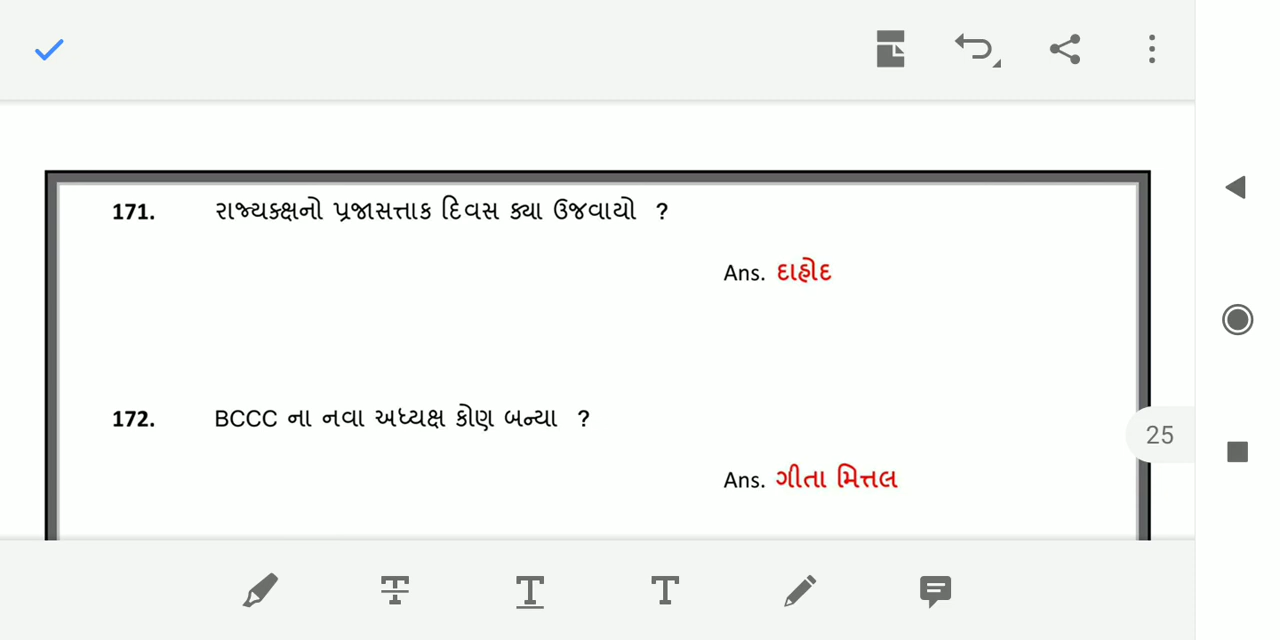 171. રાજ્યકક્ષનો પ્રજાસત્તાક દિવસ ક્યા ઉજવાયો ?
Ans. દાહોદ
172. BCCC ના નવા અધ્યક્ષ કોણ બન્યા ?
25
Ans. ગીતા મિત્તલ